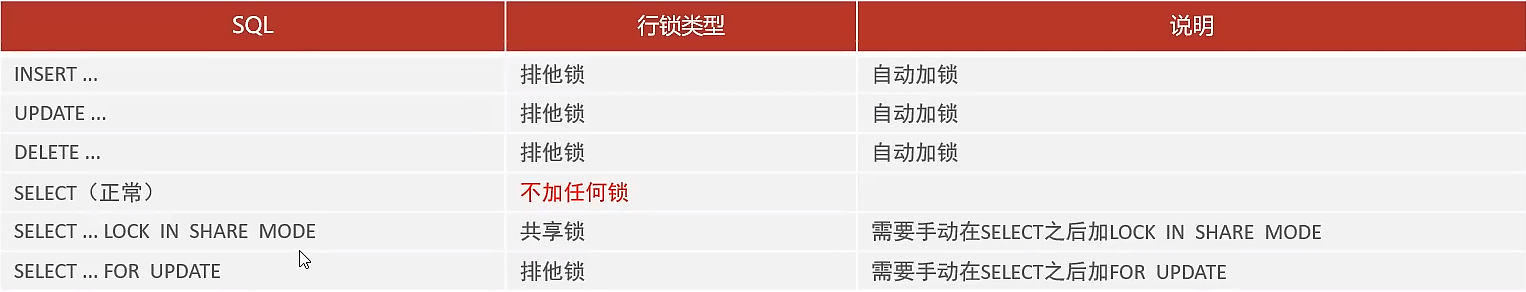 SQL 行锁类型 说明
INSERT ... 排他锁 自动加锁
UPDATE ... 排他锁 自动加锁
DELETE ... 排他锁 自动加锁
SELECT（正常） 不加任何锁
SELECT ... LOCK IN SHARE MODE 共享锁 需要手动在SELECT之后加LOCK IN SHARE MODE
SELECT ... FOR UPDATE 排他锁 需要手动在SELECT之后加FOR UPDATE